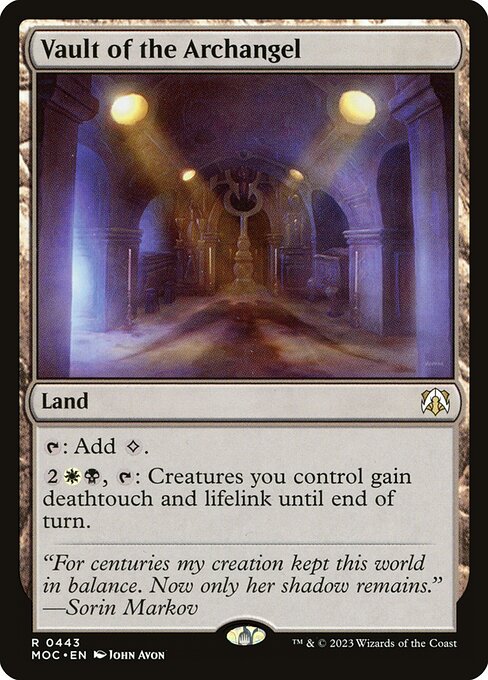 Vault of the Archangel
Land
: Add .
2, : Creatures you control gain
deathtouch and lifelink until end of
turn.
“For centuries my creation kept this world
in balance. Now only her shadow remains.”
—Sorin Markov
R 0443
MOC • EN John Avon
™ & © 2023 Wizards of the Coast